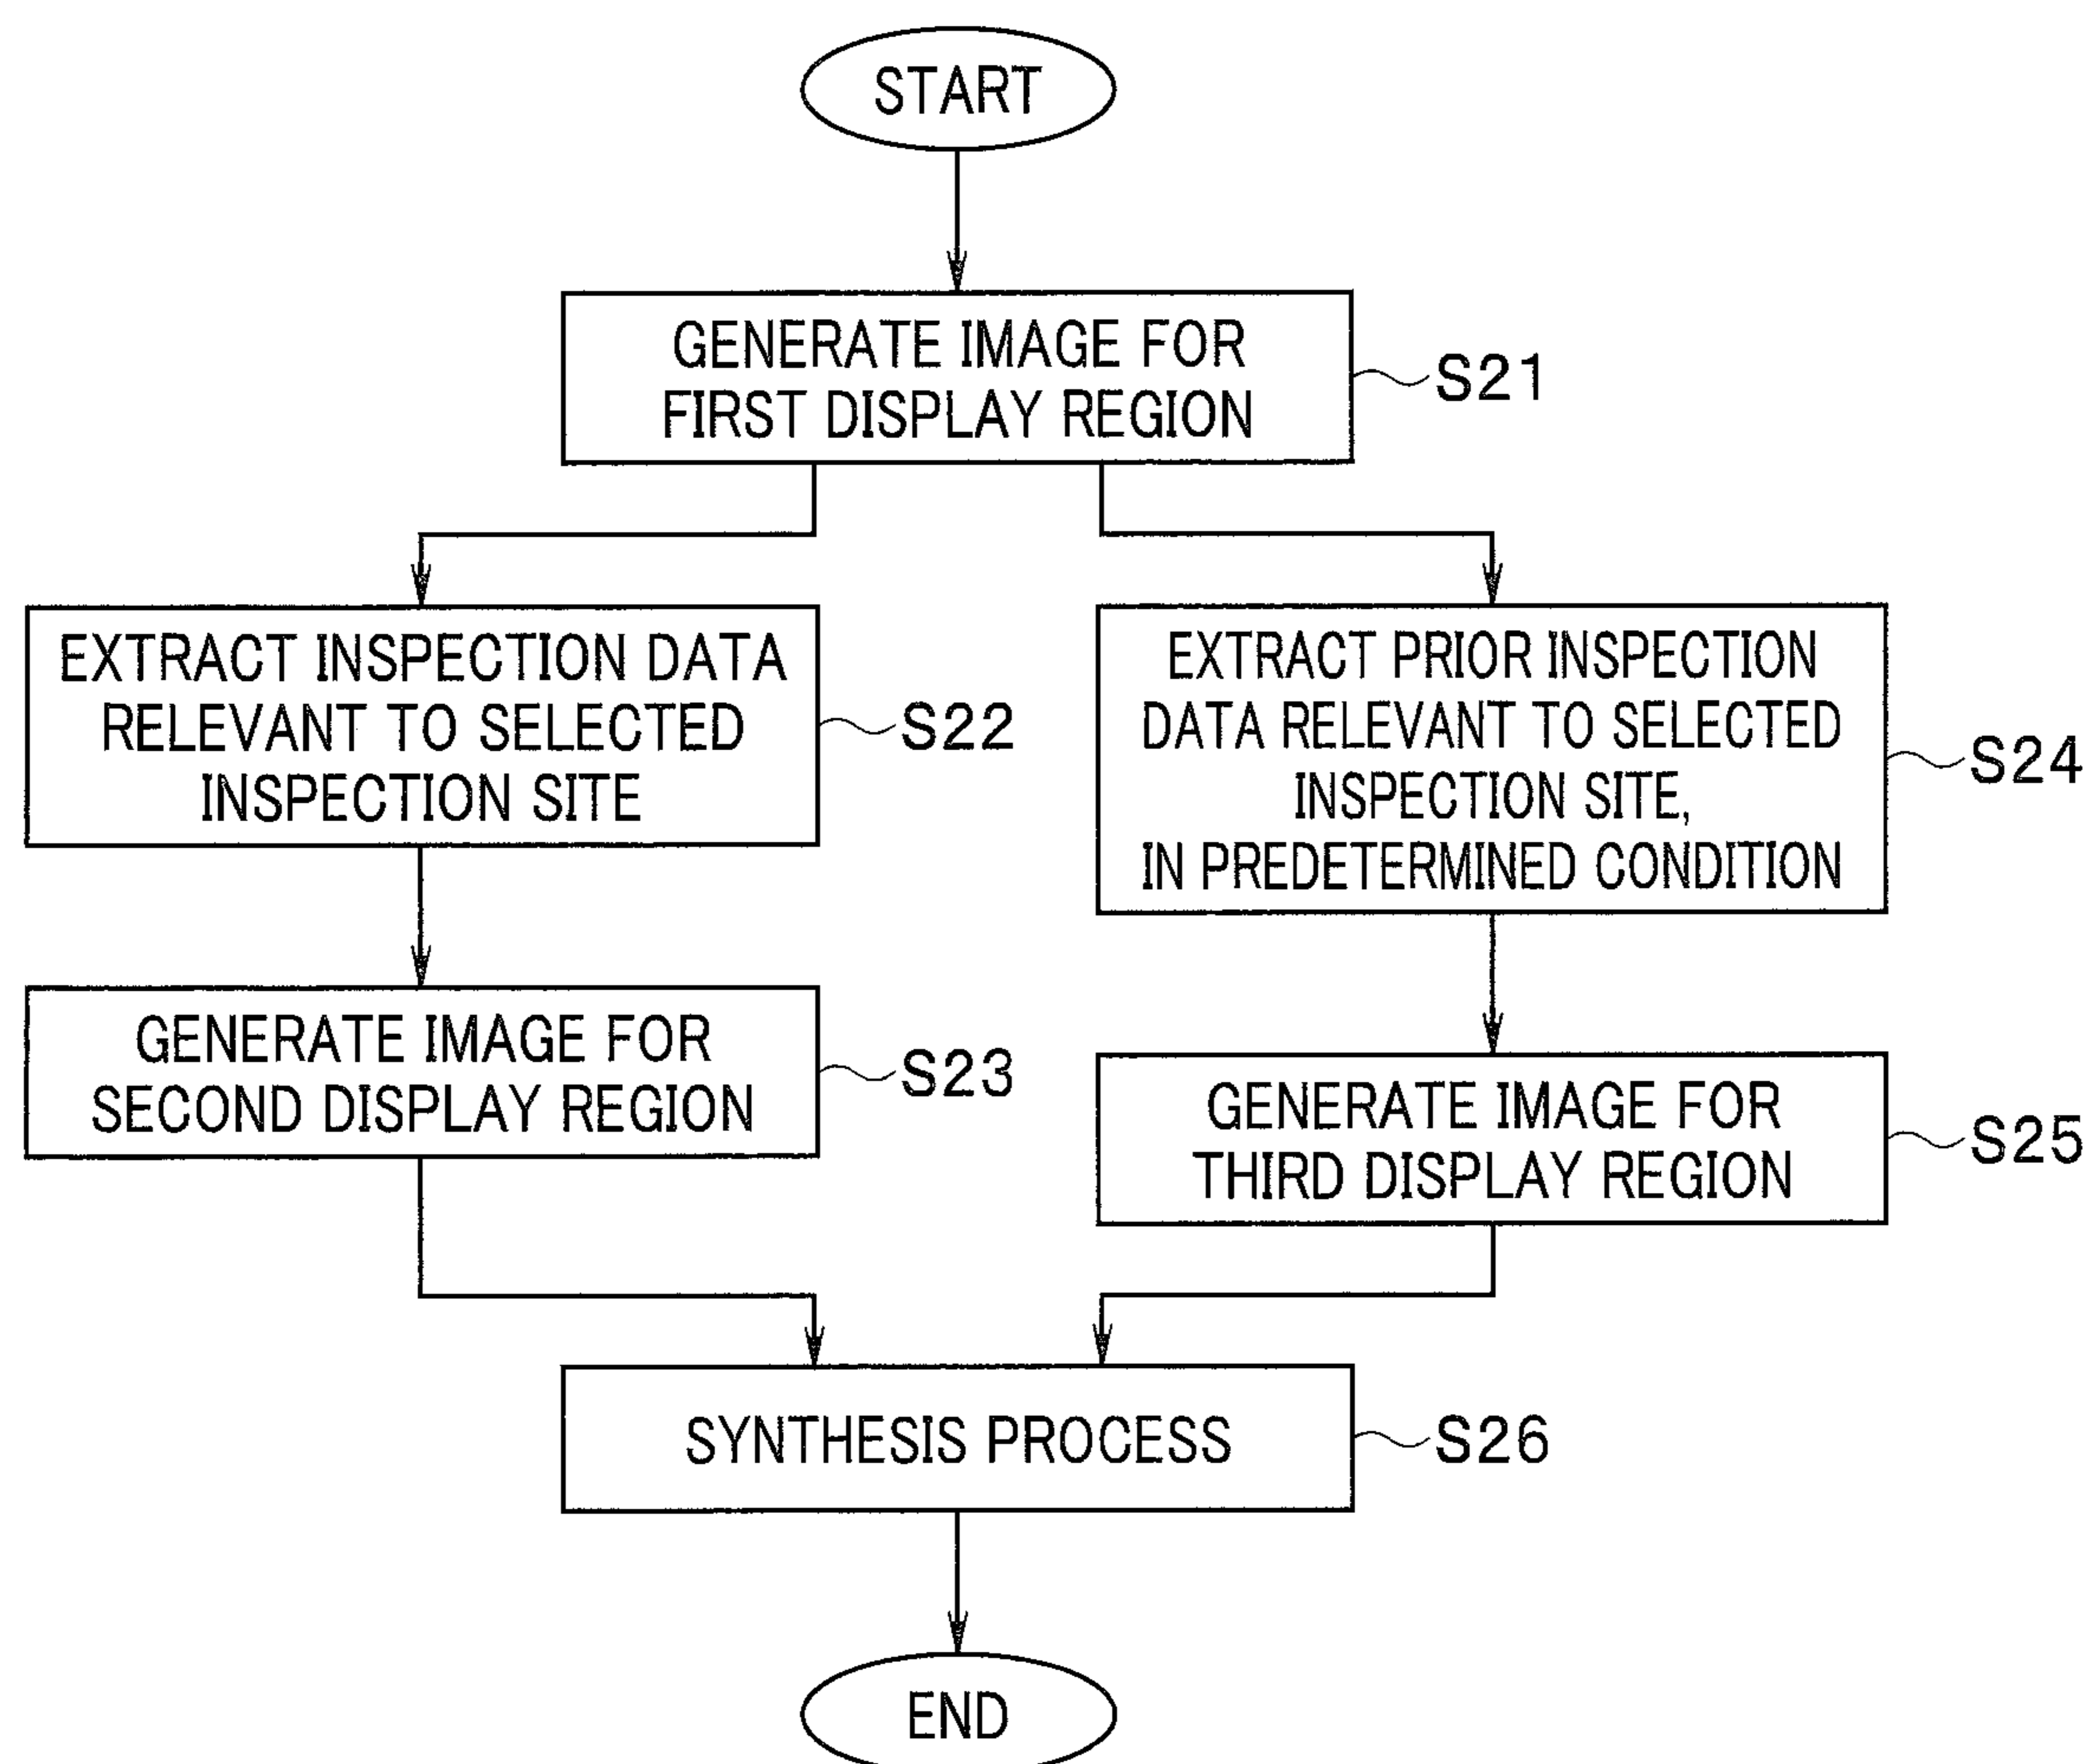 START
GENERATE IMAGE FOR
FIRST DISPLAY REGION
S21
EXTRACT INSPECTION DATA
RELEVANT TO SELECTED
INSPECTION SITE
S22
EXTRACT PRIOR INSPECTION
DATA RELEVANT TO SELECTED
INSPECTION SITE,
IN PREDETERMINED CONDITION
S24
GENERATE IMAGE FOR
SECOND DISPLAY REGION
S23
GENERATE IMAGE FOR
THIRD DISPLAY REGION
S25
SYNTHESIS PROCESS
S26
END